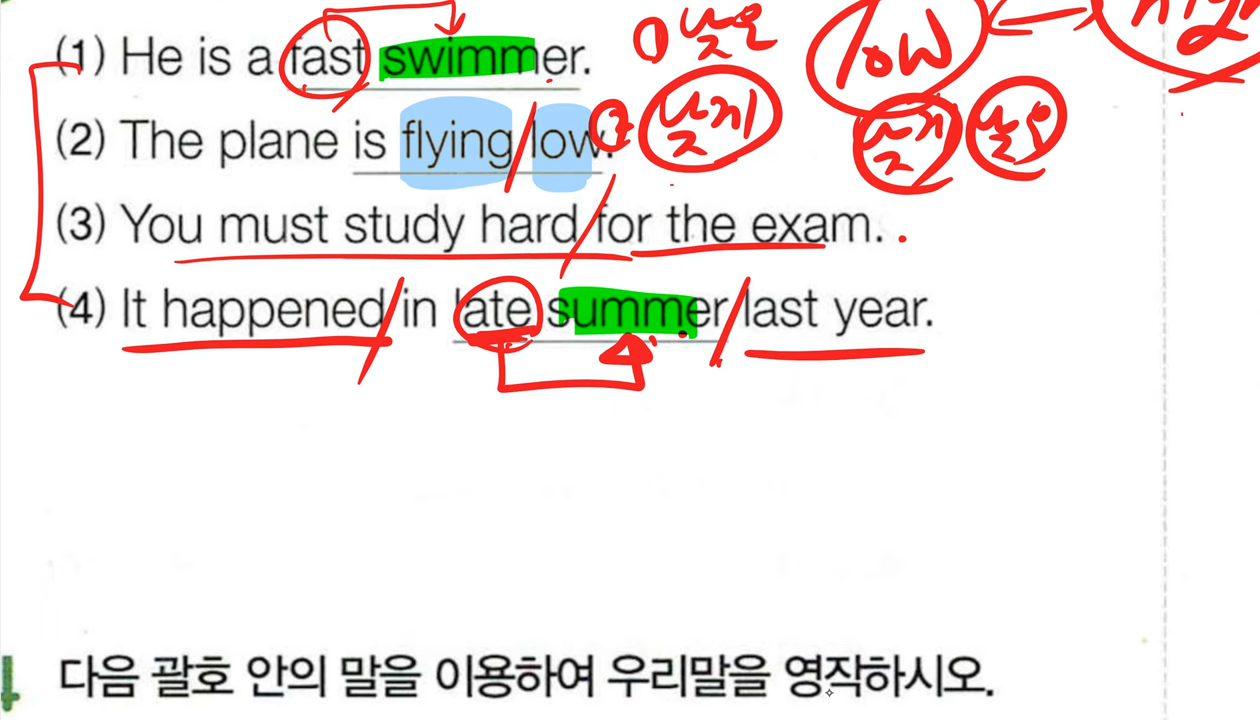 (1) He is a fast swimmer. ① 낮은 low
(2) The plane is flying low. ② 낮게 낮게 낮은
(3) You must study hard for the exam.
(4) It happened in late summer last year.
다음 괄호 안의 말을 이용하여 우리말을 영작하시오.